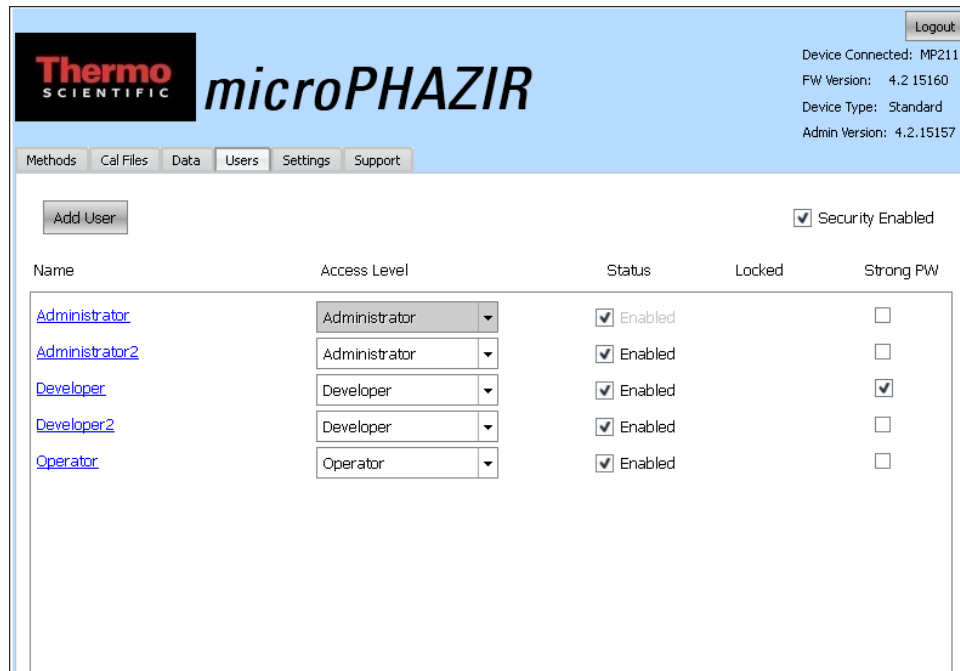 Logout
Thermo
SCIENTIFIC
microPHAZIR
Device Connected: MP211
FW Version: 4.2 15160
Device Type: Standard
Admin Version: 4.2.15157
Methods Cal Files Data Users Settings Support
Add User Security Enabled
Name Access Level Status Locked Strong PW
Administrator Administrator Enabled
Administrator2 Administrator Enabled
Developer Developer Enabled
Developer2 Developer Enabled
Operator Operator Enabled